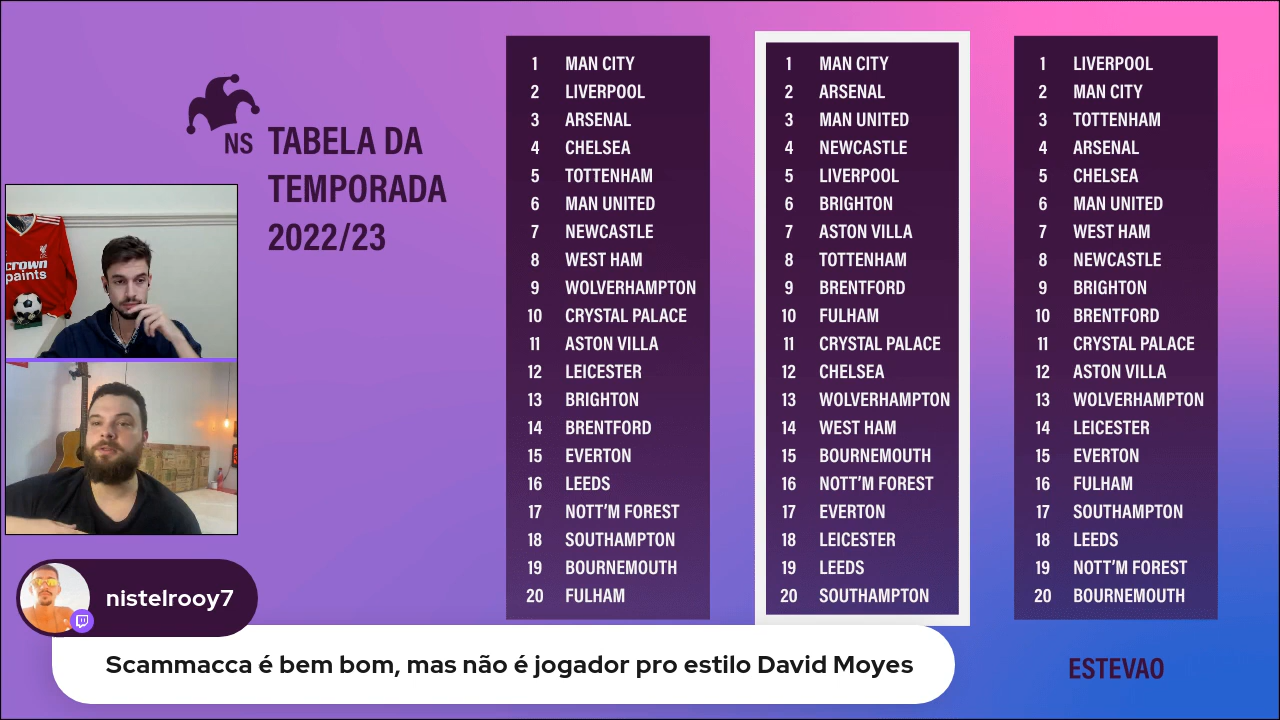 NS
TABELA DA
TEMPORADA
2022/23
1 MAN CITY
2 LIVERPOOL
3 ARSENAL
4 CHELSEA
5 TOTTENHAM
6 MAN UNITED
7 NEWCASTLE
8 WEST HAM
9 WOLVERHAMPTON
10 CRYSTAL PALACE
11 ASTON VILLA
12 LEICESTER
13 BRIGHTON
14 BRENTFORD
15 EVERTON
16 LEEDS
17 NOTT'M FOREST
18 SOUTHAMPTON
19 BOURNEMOUTH
20 FULHAM
1 MAN CITY
2 ARSENAL
3 MAN UNITED
4 NEWCASTLE
5 LIVERPOOL
6 BRIGHTON
7 ASTON VILLA
8 TOTTENHAM
9 BRENTFORD
10 FULHAM
11 CRYSTAL PALACE
12 CHELSEA
13 WOLVERHAMPTON
14 WEST HAM
15 BOURNEMOUTH
16 NOTT'M FOREST
17 EVERTON
18 LEICESTER
19 LEEDS
20 SOUTHAMPTON
1 LIVERPOOL
2 MAN CITY
3 TOTTENHAM
4 ARSENAL
5 CHELSEA
6 MAN UNITED
7 WEST HAM
8 NEWCASTLE
9 BRIGHTON
10 BRENTFORD
11 CRYSTAL PALACE
12 ASTON VILLA
13 WOLVERHAMPTON
14 LEICESTER
15 EVERTON
16 FULHAM
17 SOUTHAMPTON
18 LEEDS
19 NOTT'M FOREST
20 BOURNEMOUTH
ESTEVAO
crown
paints
nistelrooy7
Scammacca é bem bom, mas não é jogador pro estilo David Moyes